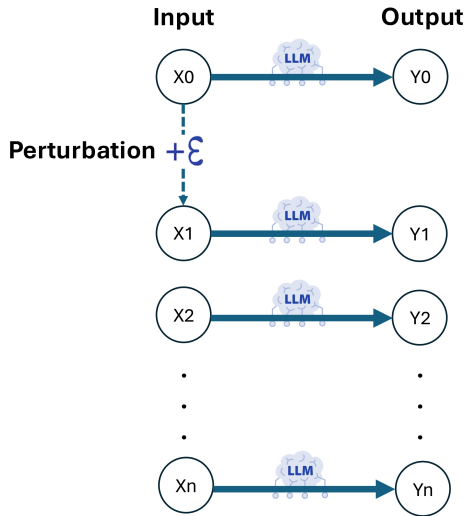 Input Output
X0 LLM Y0
Perturbation +ε
X1 LLM Y1
X2 LLM Y2
.
.
.
.
.
.
Xn LLM Yn